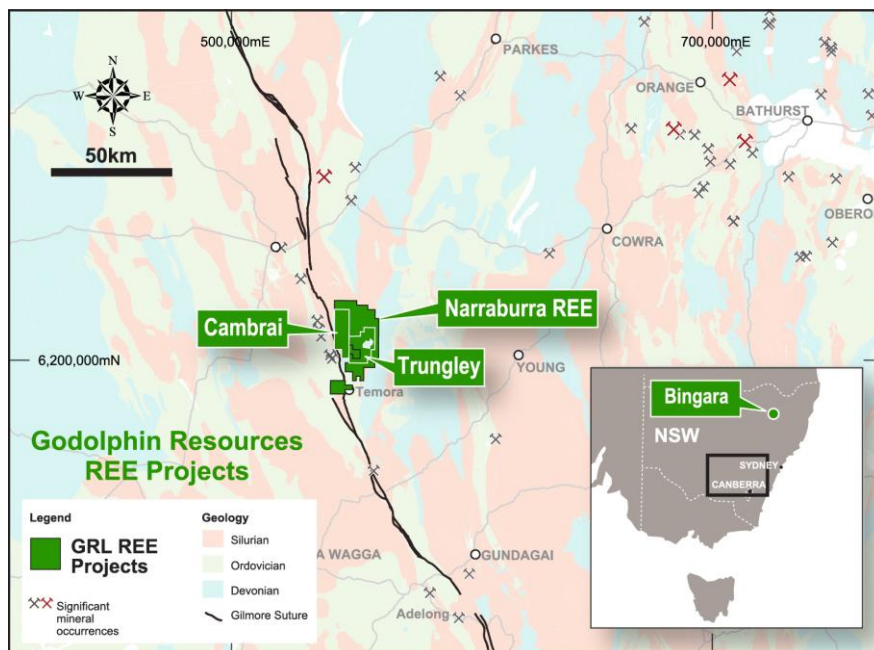 500,000mE
700,000mE
PARKES
ORANGE
BATHURST
N
W
E
S
50km
OBERO
COWRA
Narraburra REE
Cambrai
Trungley
6,200,000mN
YOUNG
Temora
Bingara
NSW
SYDNEY
CANBERRA
Godolphin Resources
REE Projects
Legend
GRL REE
Projects
Significant
mineral
occurrences
Geology
Silurian
Ordovician
Devonian
Gilmore Suture
A WAGGA
GUNDAGAI
Adelong